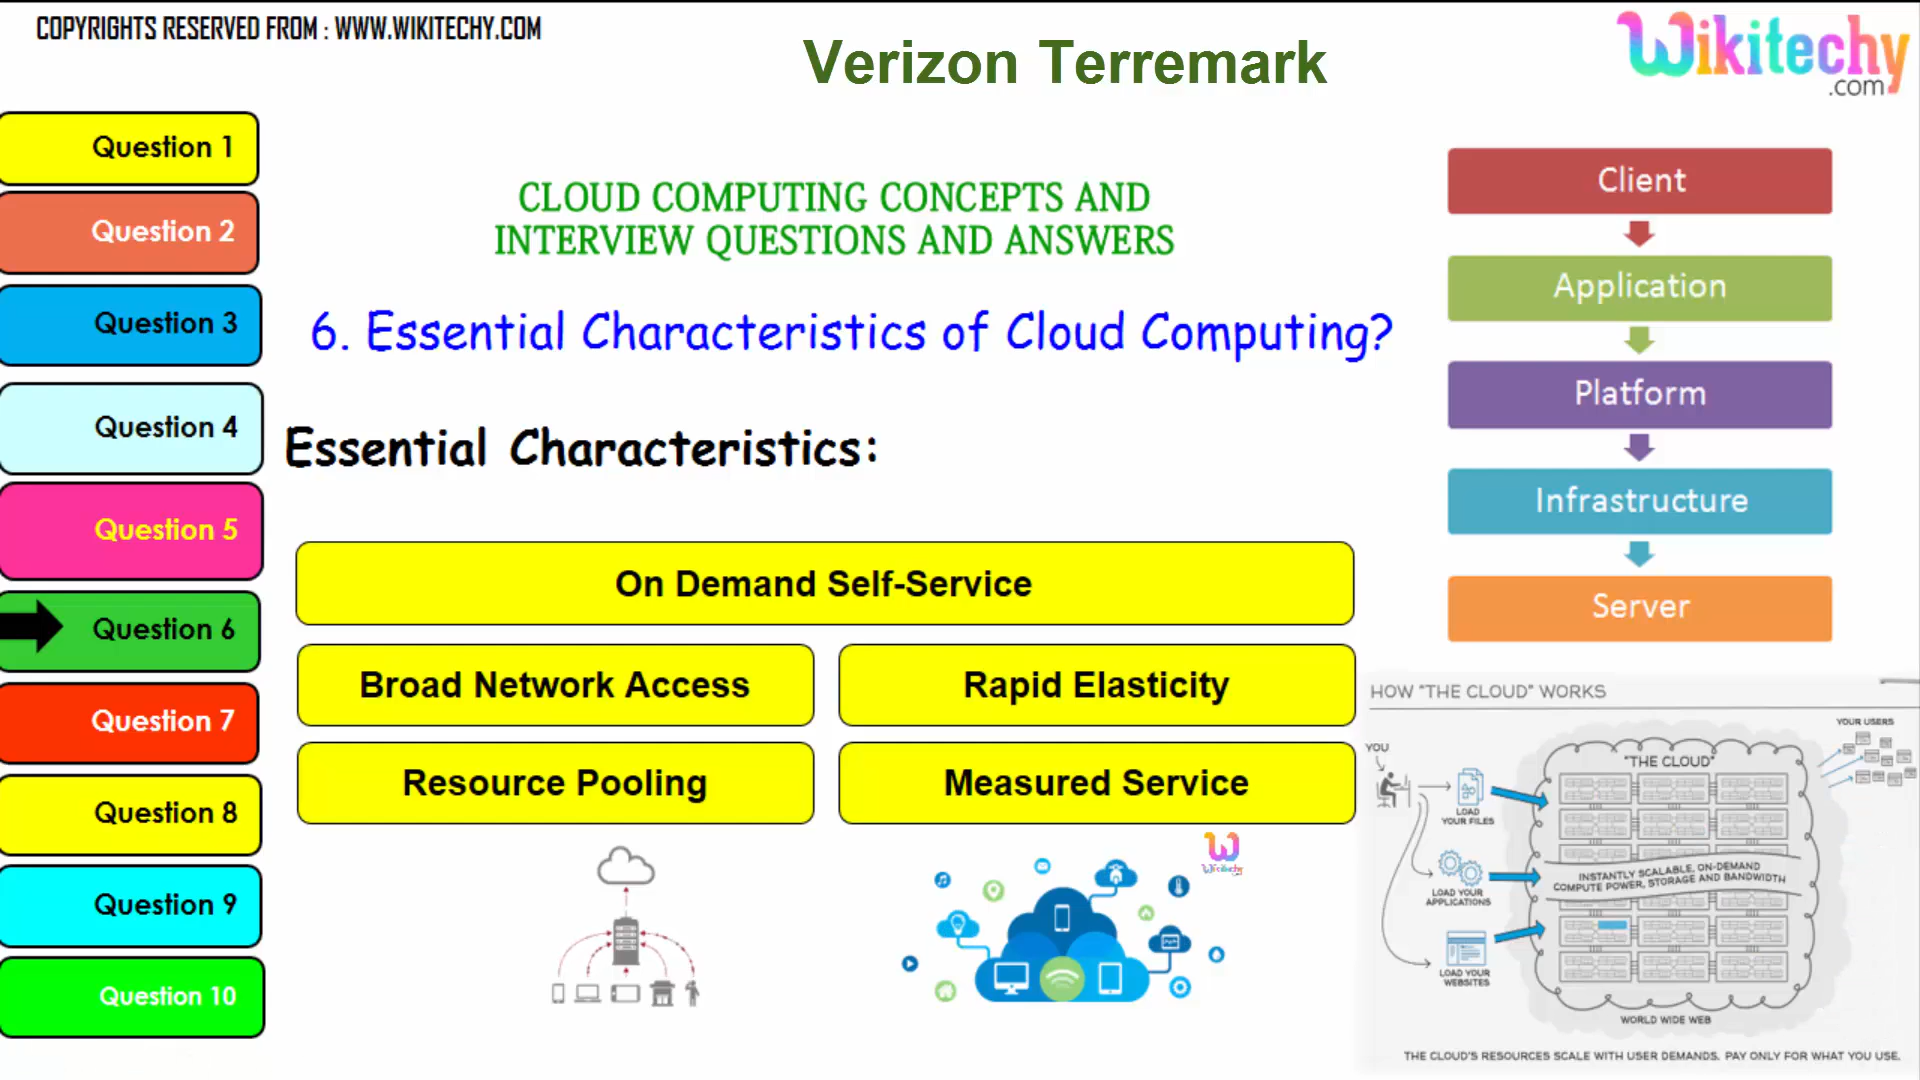 COPYRIGHTS RESERVED FROM : WWW.WIKITECHY.COM
Verizon Terremark
Wikitechy
.com
Question 1
Question 2
Question 3
Question 4
Question 5
Question 6
Question 7
Question 8
Question 9
Question 10
CLOUD COMPUTING CONCEPTS AND
INTERVIEW QUESTIONS AND ANSWERS
6. Essential Characteristics of Cloud Computing?
Essential Characteristics:
On Demand Self-Service
Broad Network Access
Rapid Elasticity
Resource Pooling
Measured Service
Wikitechy
Client
Application
Platform
Infrastructure
Server
HOW "THE CLOUD" WORKS
YOUR USERS
YOU
"THE CLOUD"
LOAD
YOUR FILES
INSTANTLY SCALABLE, ON-DEMAND
COMPUTE POWER, STORAGE AND BANDWIDTH
LOAD YOUR
APPLICATIONS
LOAD YOUR
WEBSITES
WORLD WIDE WEB
THE CLOUD'S RESOURCES SCALE WITH USER DEMANDS. PAY ONLY FOR WHAT YOU USE.